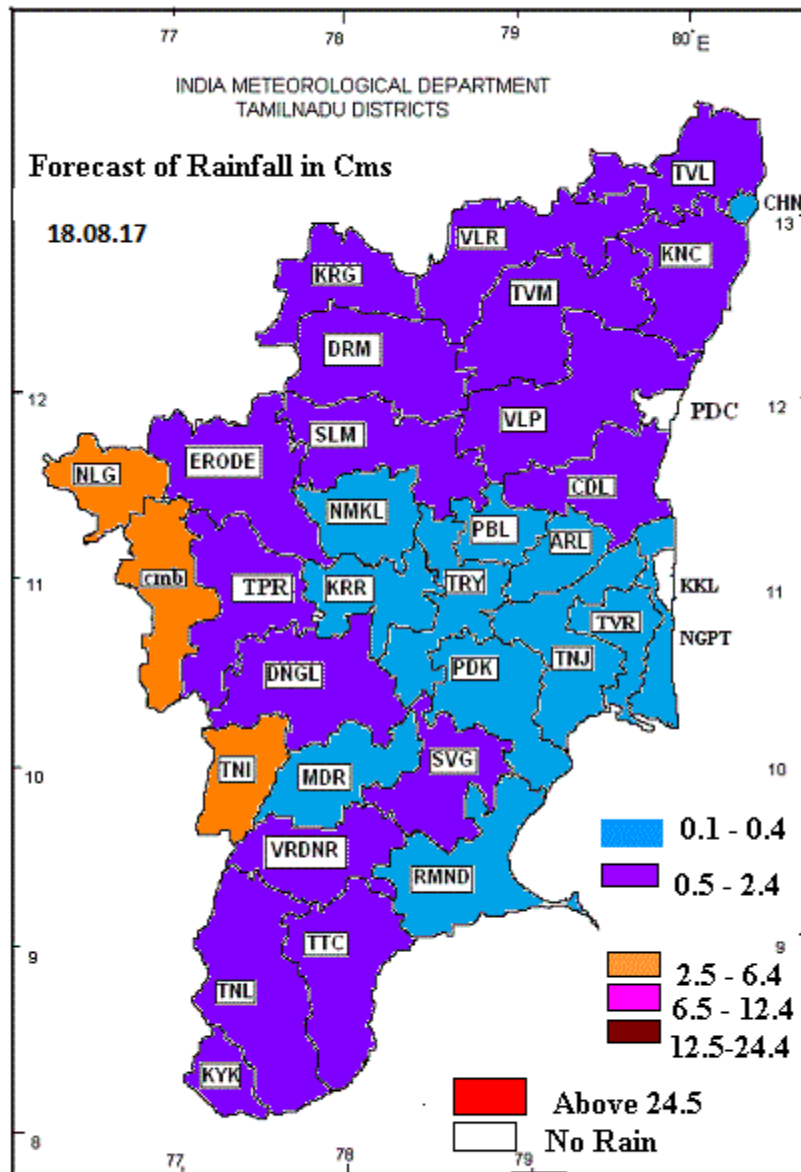 77 78 79 80° E
INDIA METEOROLOGICAL DEPARTMENT
TAMILNADU DISTRICTS
Forecast of Rainfall in Cms
18.08.17
TVL
CHN
13
VLR
KNC
KRG
TVM
DRM
12
12
PDC
VLP
SLM
ERODE
NLG
CDL
NMKL
PBL
ARL
11
cmb
TPR
KRR
TRY
KKL
11
TVR
NGPT
DNGL
PDK
TNJ
10
TNI
MDR
SVG
10
0.1 - 0.4
VRDNR
RMND
0.5 - 2.4
9
TTC
9
2.5 - 6.4
TNL
6.5 - 12.4
12.5-24.4
KYK
Above 24.5
8
No Rain
77 78 79